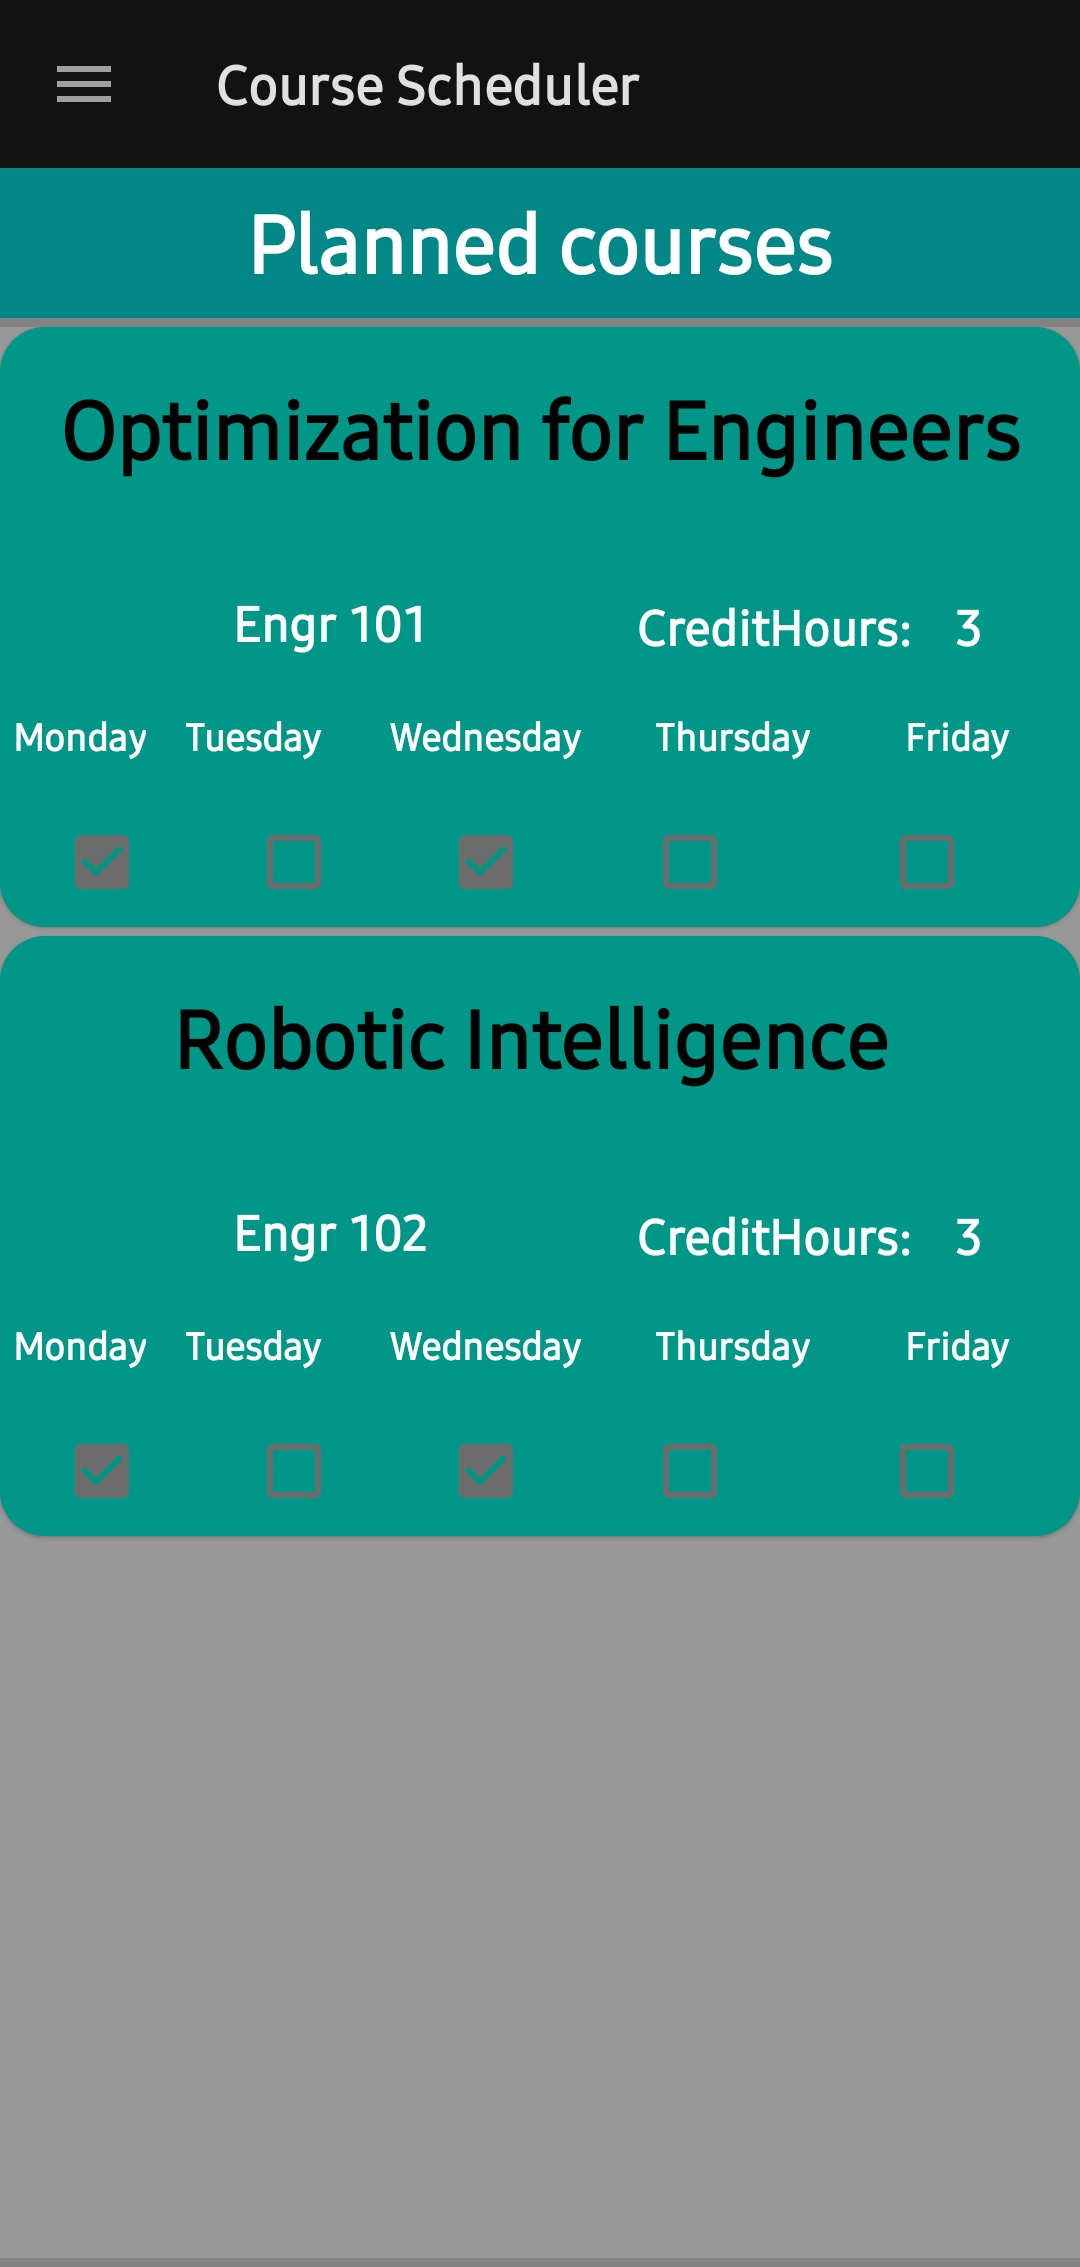 Course Scheduler
Planned courses
Optimization for Engineers
Engr 101 CreditHours: 3
Monday Tuesday Wednesday Thursday Friday
Robotic Intelligence
Engr 102 CreditHours: 3
Monday Tuesday Wednesday Thursday Friday